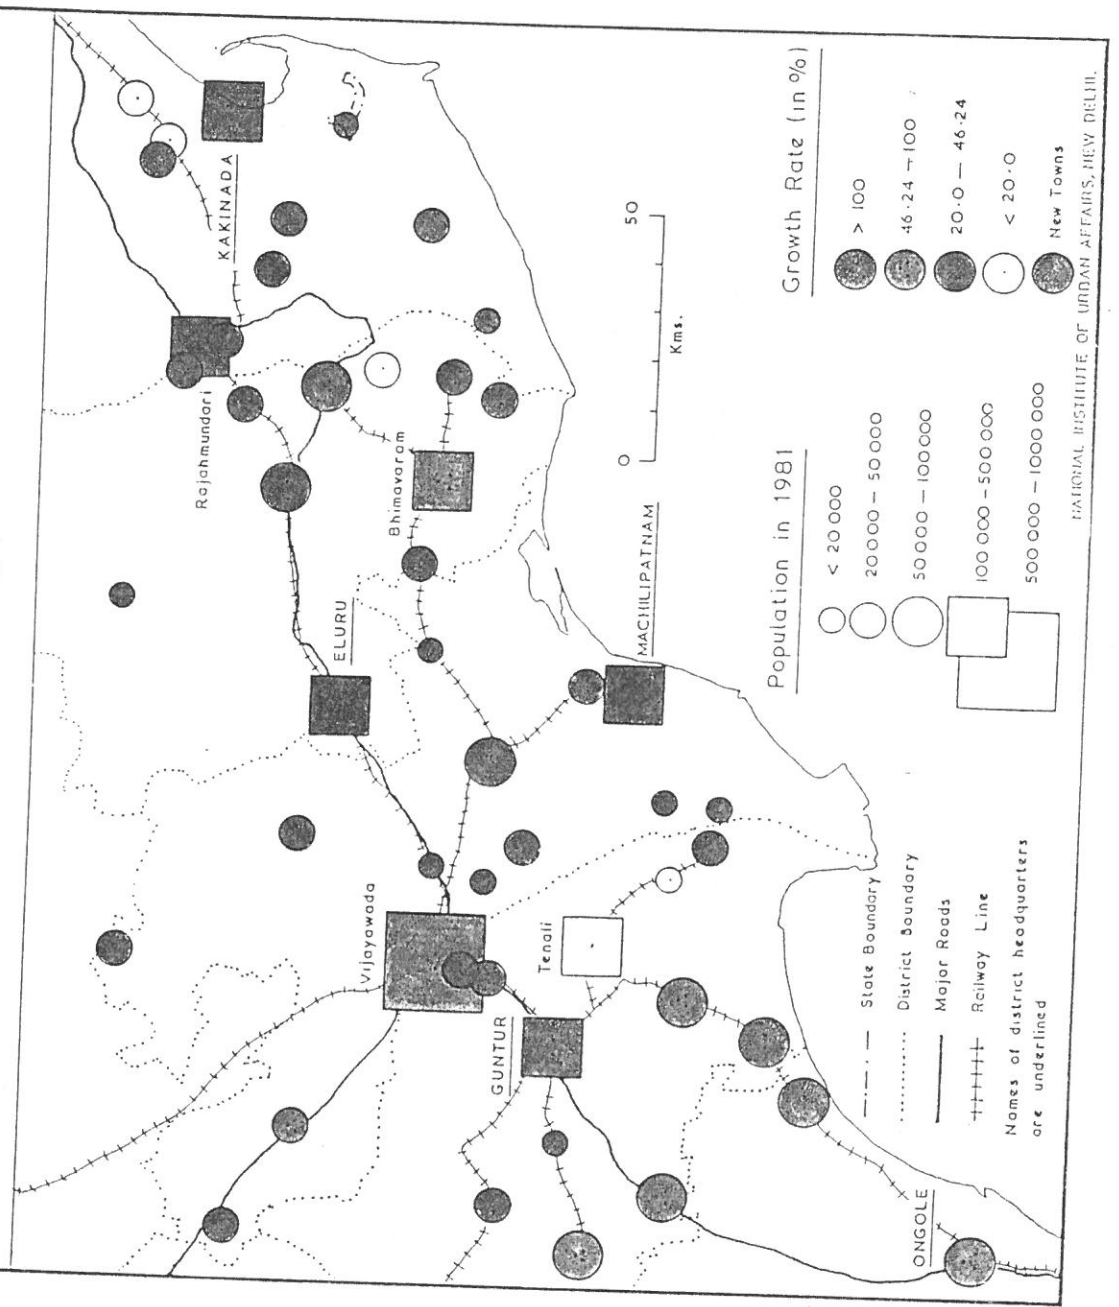 KAKINADA
Rajahmundari
Bhimavaram
ELURU
MACHILIPATNAM
Vijayawada
Tenali
GUNTUR
ONGOLE
0 50
Kms.
Population in 1981
< 20 000
20 000 — 50 000
50 000 — 100 000
100 000 — 500 000
500 000 — 1000 000
Growth Rate (in %)
> 100
46·24 — 100
20·0 — 46·24
< 20·0
New Towns
State Boundary
District Boundary
Major Roads
Railway Line
Names of district headquarters
are underlined
NATIONAL INSTITUTE OF URBAN AFFAIRS, NEW DELHI.